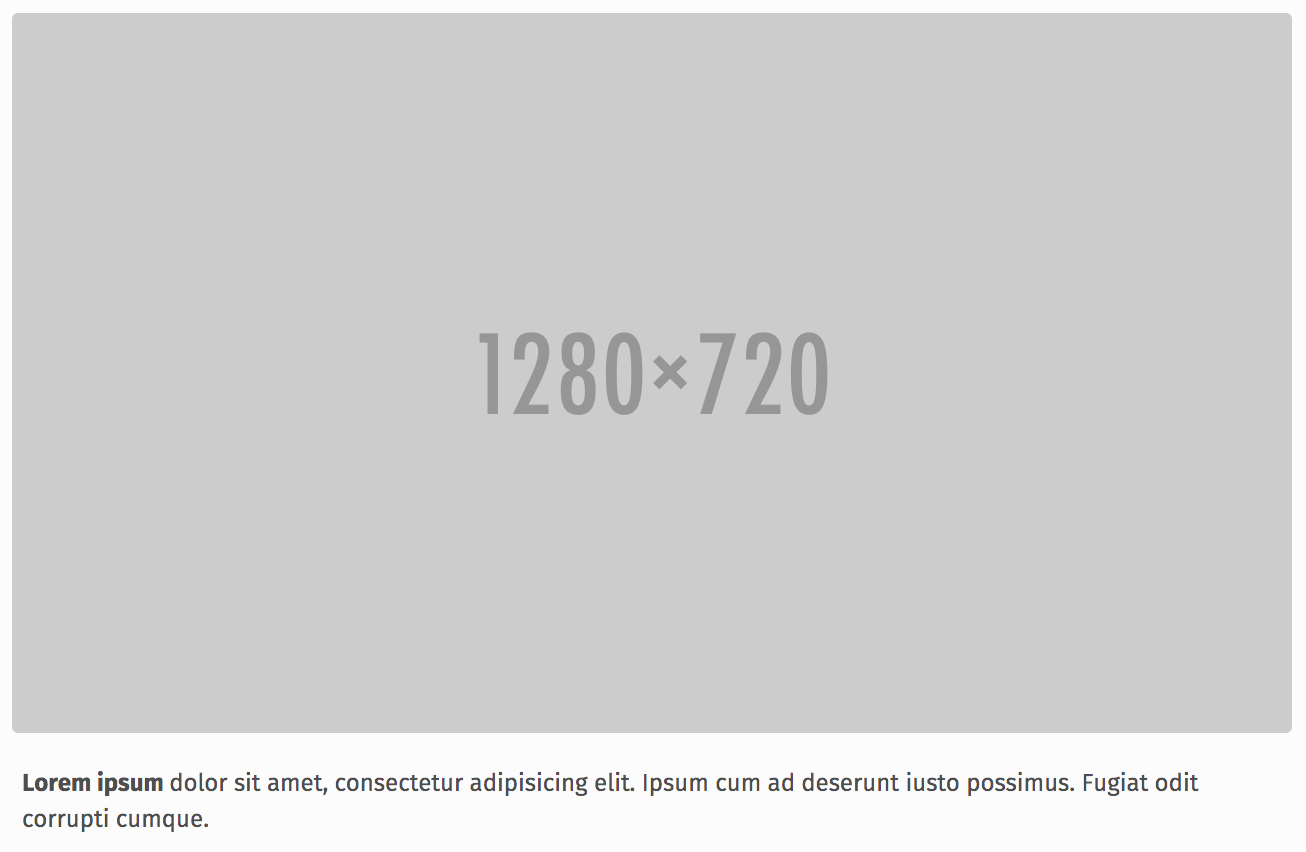 1280×720
Lorem ipsum dolor sit amet, consectetur adipisicing elit. Ipsum cum ad deserunt iusto possimus. Fugiat odit
corrupti cumque.